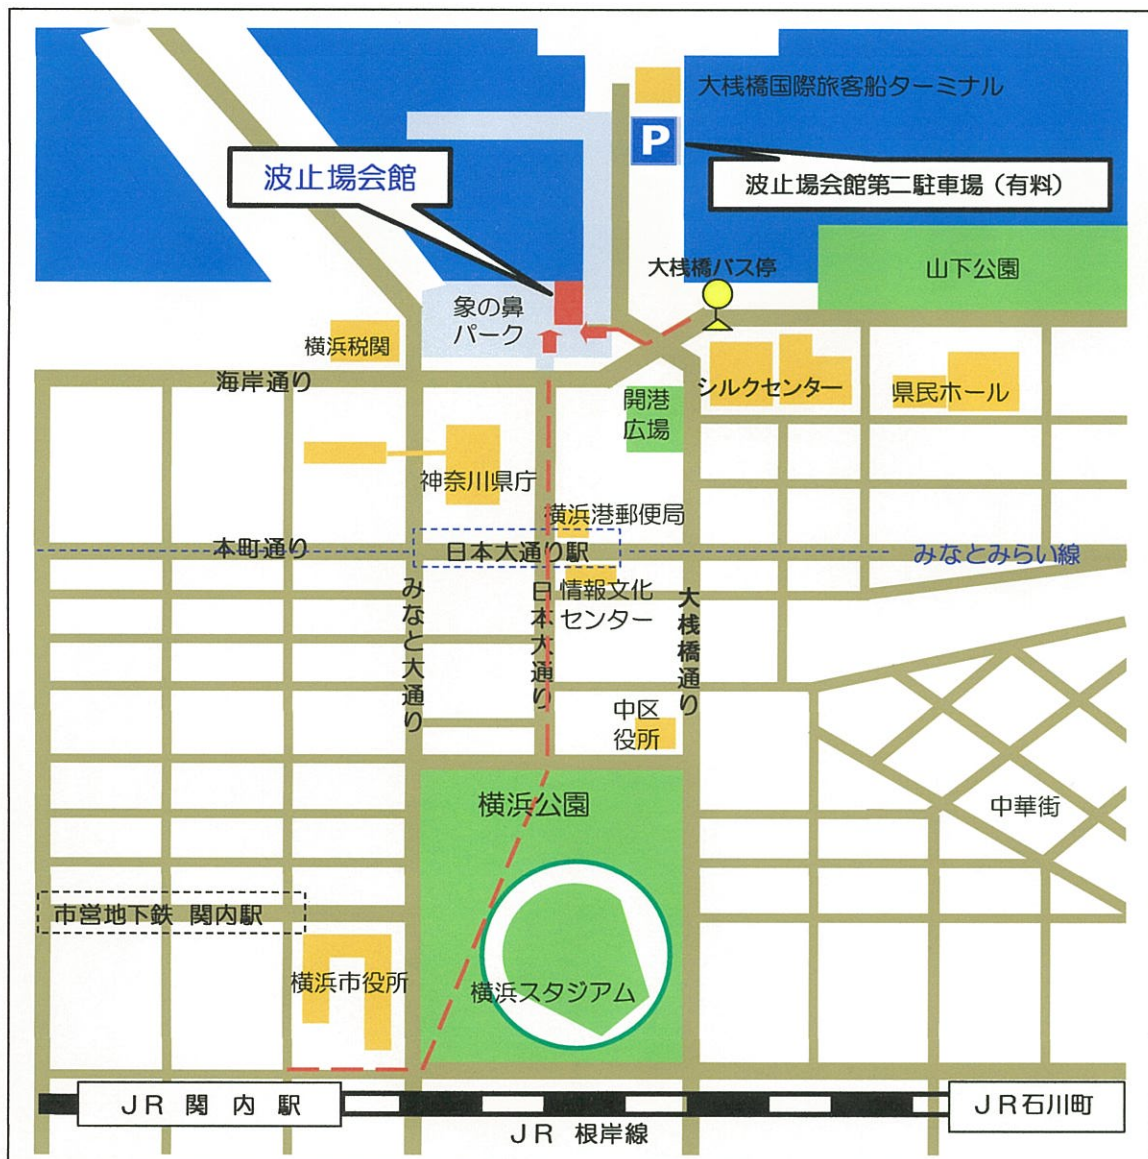 大桟橋国際旅客船ターミナル
P
波止場会館
波止場会館第二駐車場(有料)
大桟橋バス停
山下公園
象の鼻
パーク
横浜税関
海岸通り
シルクセンター
県民ホール
開港
広場
神奈川県庁
横浜港郵便局
本町通り
日本大通り駅
みなとみらい線
情報文化
センター
みなと大通り
日本大通り
大桟橋通り
中区
役所
横浜公園
中華街
市営地下鉄 関内駅
横浜市役所
横浜スタジアム
JR 関内駅
JR石川町
JR 根岸線